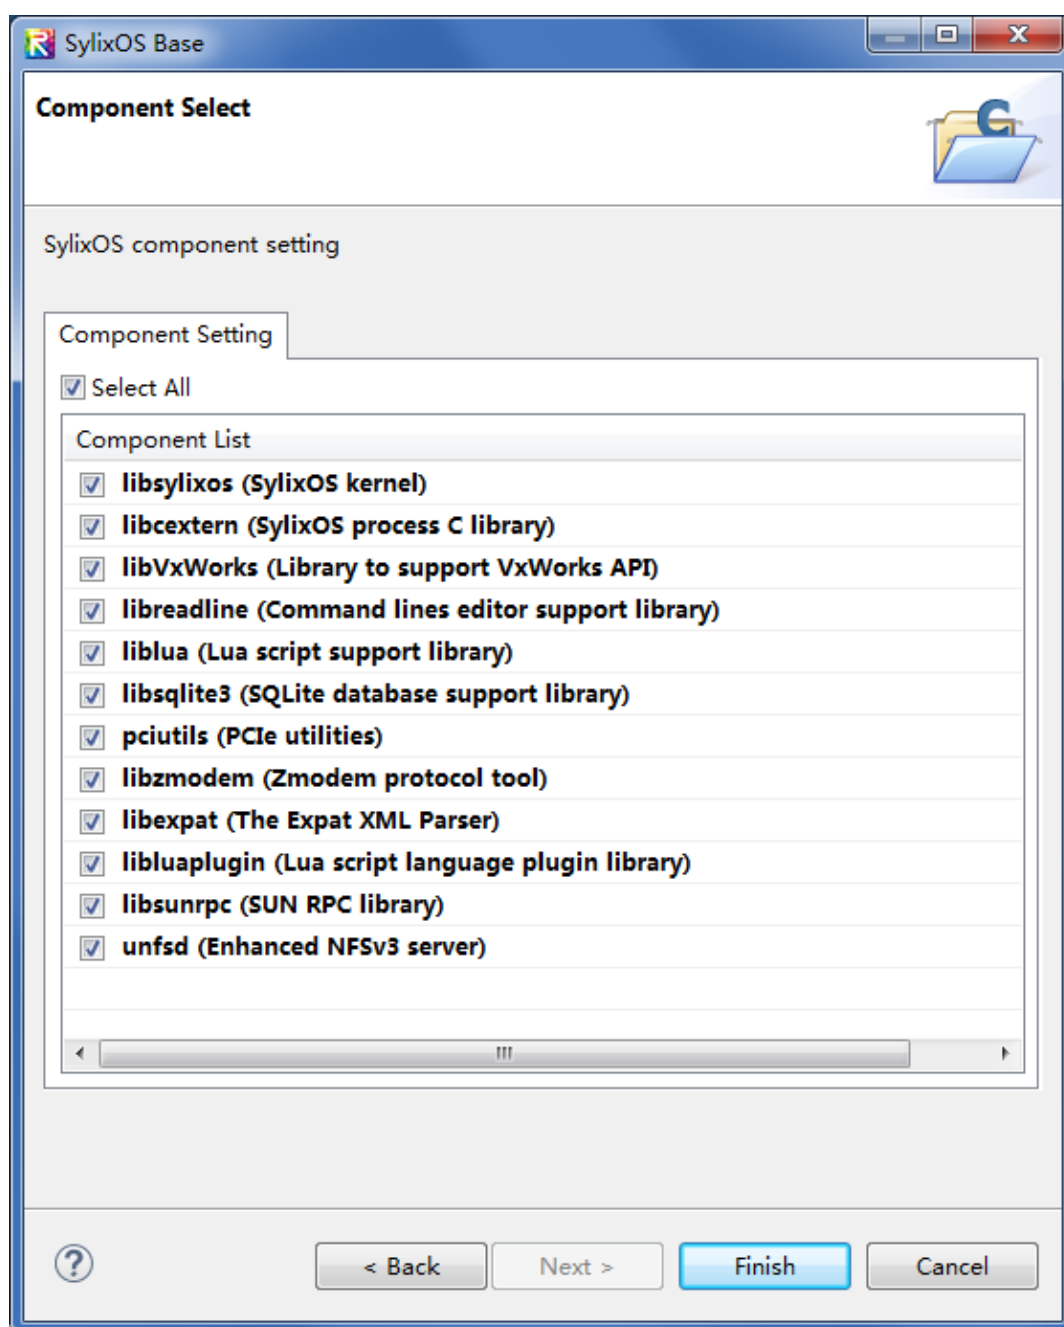 SylixOS Base
Component Select
SylixOS component setting
Component Setting
Select All
Component List
libsylixos (SylixOS kernel)
libcextern (SylixOS process C library)
libVxWorks (Library to support VxWorks API)
libreadline (Command lines editor support library)
liblua (Lua script support library)
libsqlite3 (SQLite database support library)
pciutils (PCIe utilities)
libzmodem (Zmodem protocol tool)
libexpat (The Expat XML Parser)
libluaplugin (Lua script language plugin library)
libsunrpc (SUN RPC library)
unfsd (Enhanced NFSv3 server)
< Back
Next >
Finish
Cancel